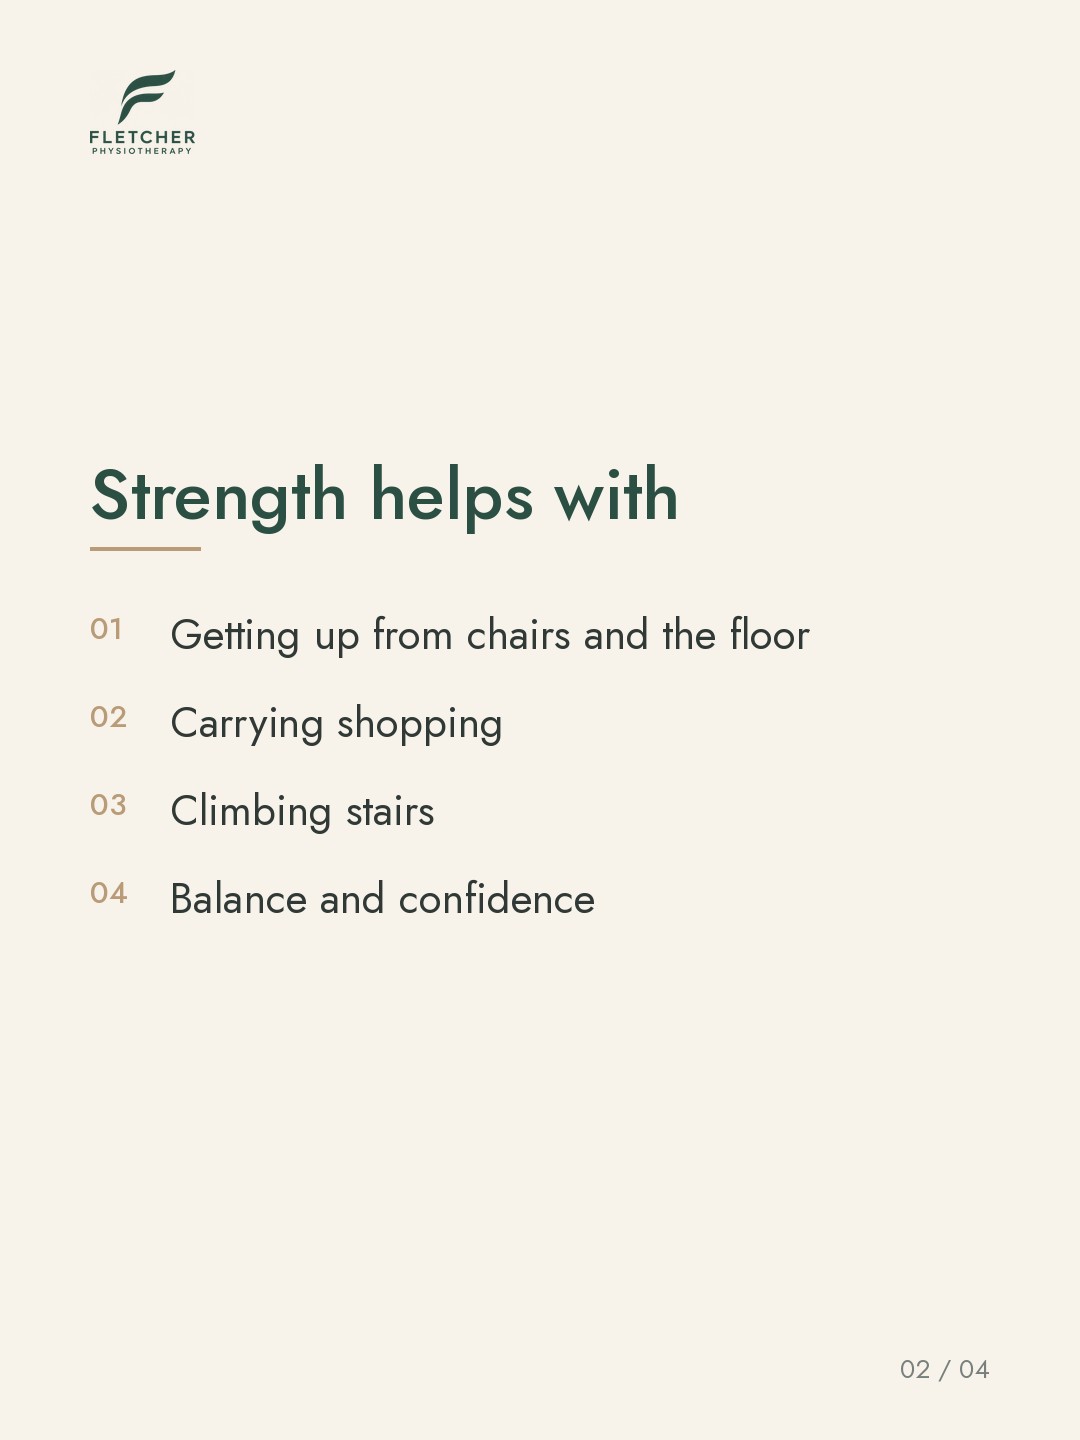 FLETCHER
PHYSIOTHERAPY
Strength helps with
01 Getting up from chairs and the floor
02 Carrying shopping
03 Climbing stairs
04 Balance and confidence
02 / 04